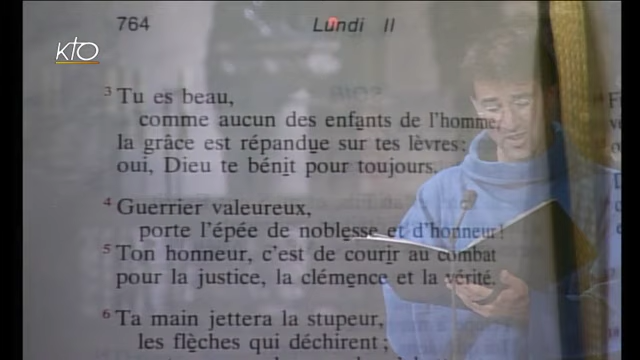 764 Lundi II
KTO
3 Tu es beau,
comme aucun des enfants de l'homme,
la grâce est répandue sur tes lèvres :
oui, Dieu te bénit pour toujours.
4 Guerrier valeureux,
porte l'épée de noblesse et d'honneur !
5 Ton honneur, c'est de courir au combat
pour la justice, la clémence et la vérité.
6 Ta main jettera la stupeur,
les flèches qui déchirent ;